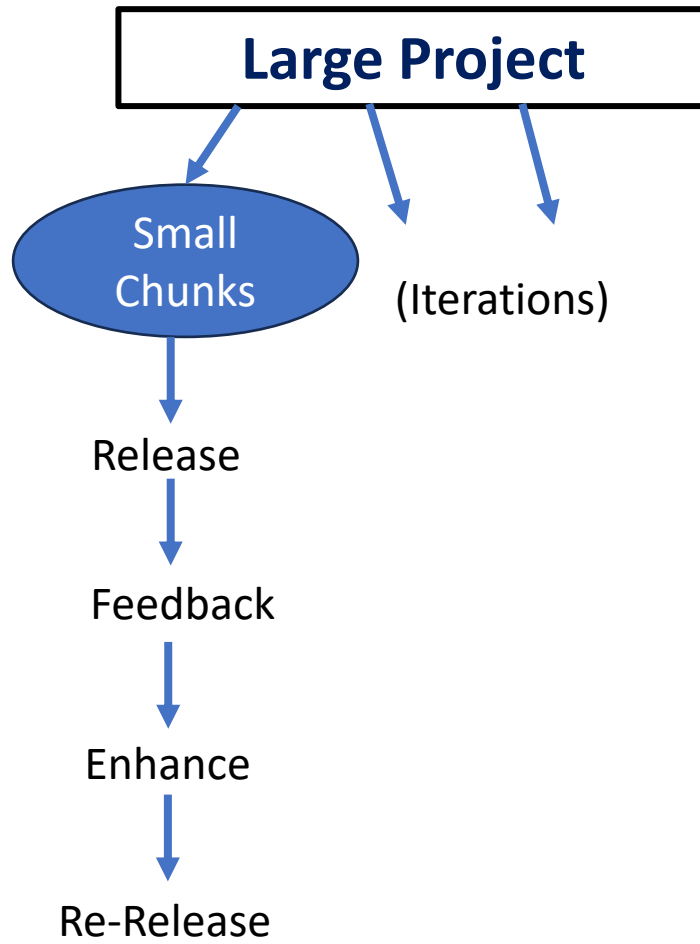 Large Project
Small
Chunks
(Iterations)
Release
Feedback
Enhance
Re-Release